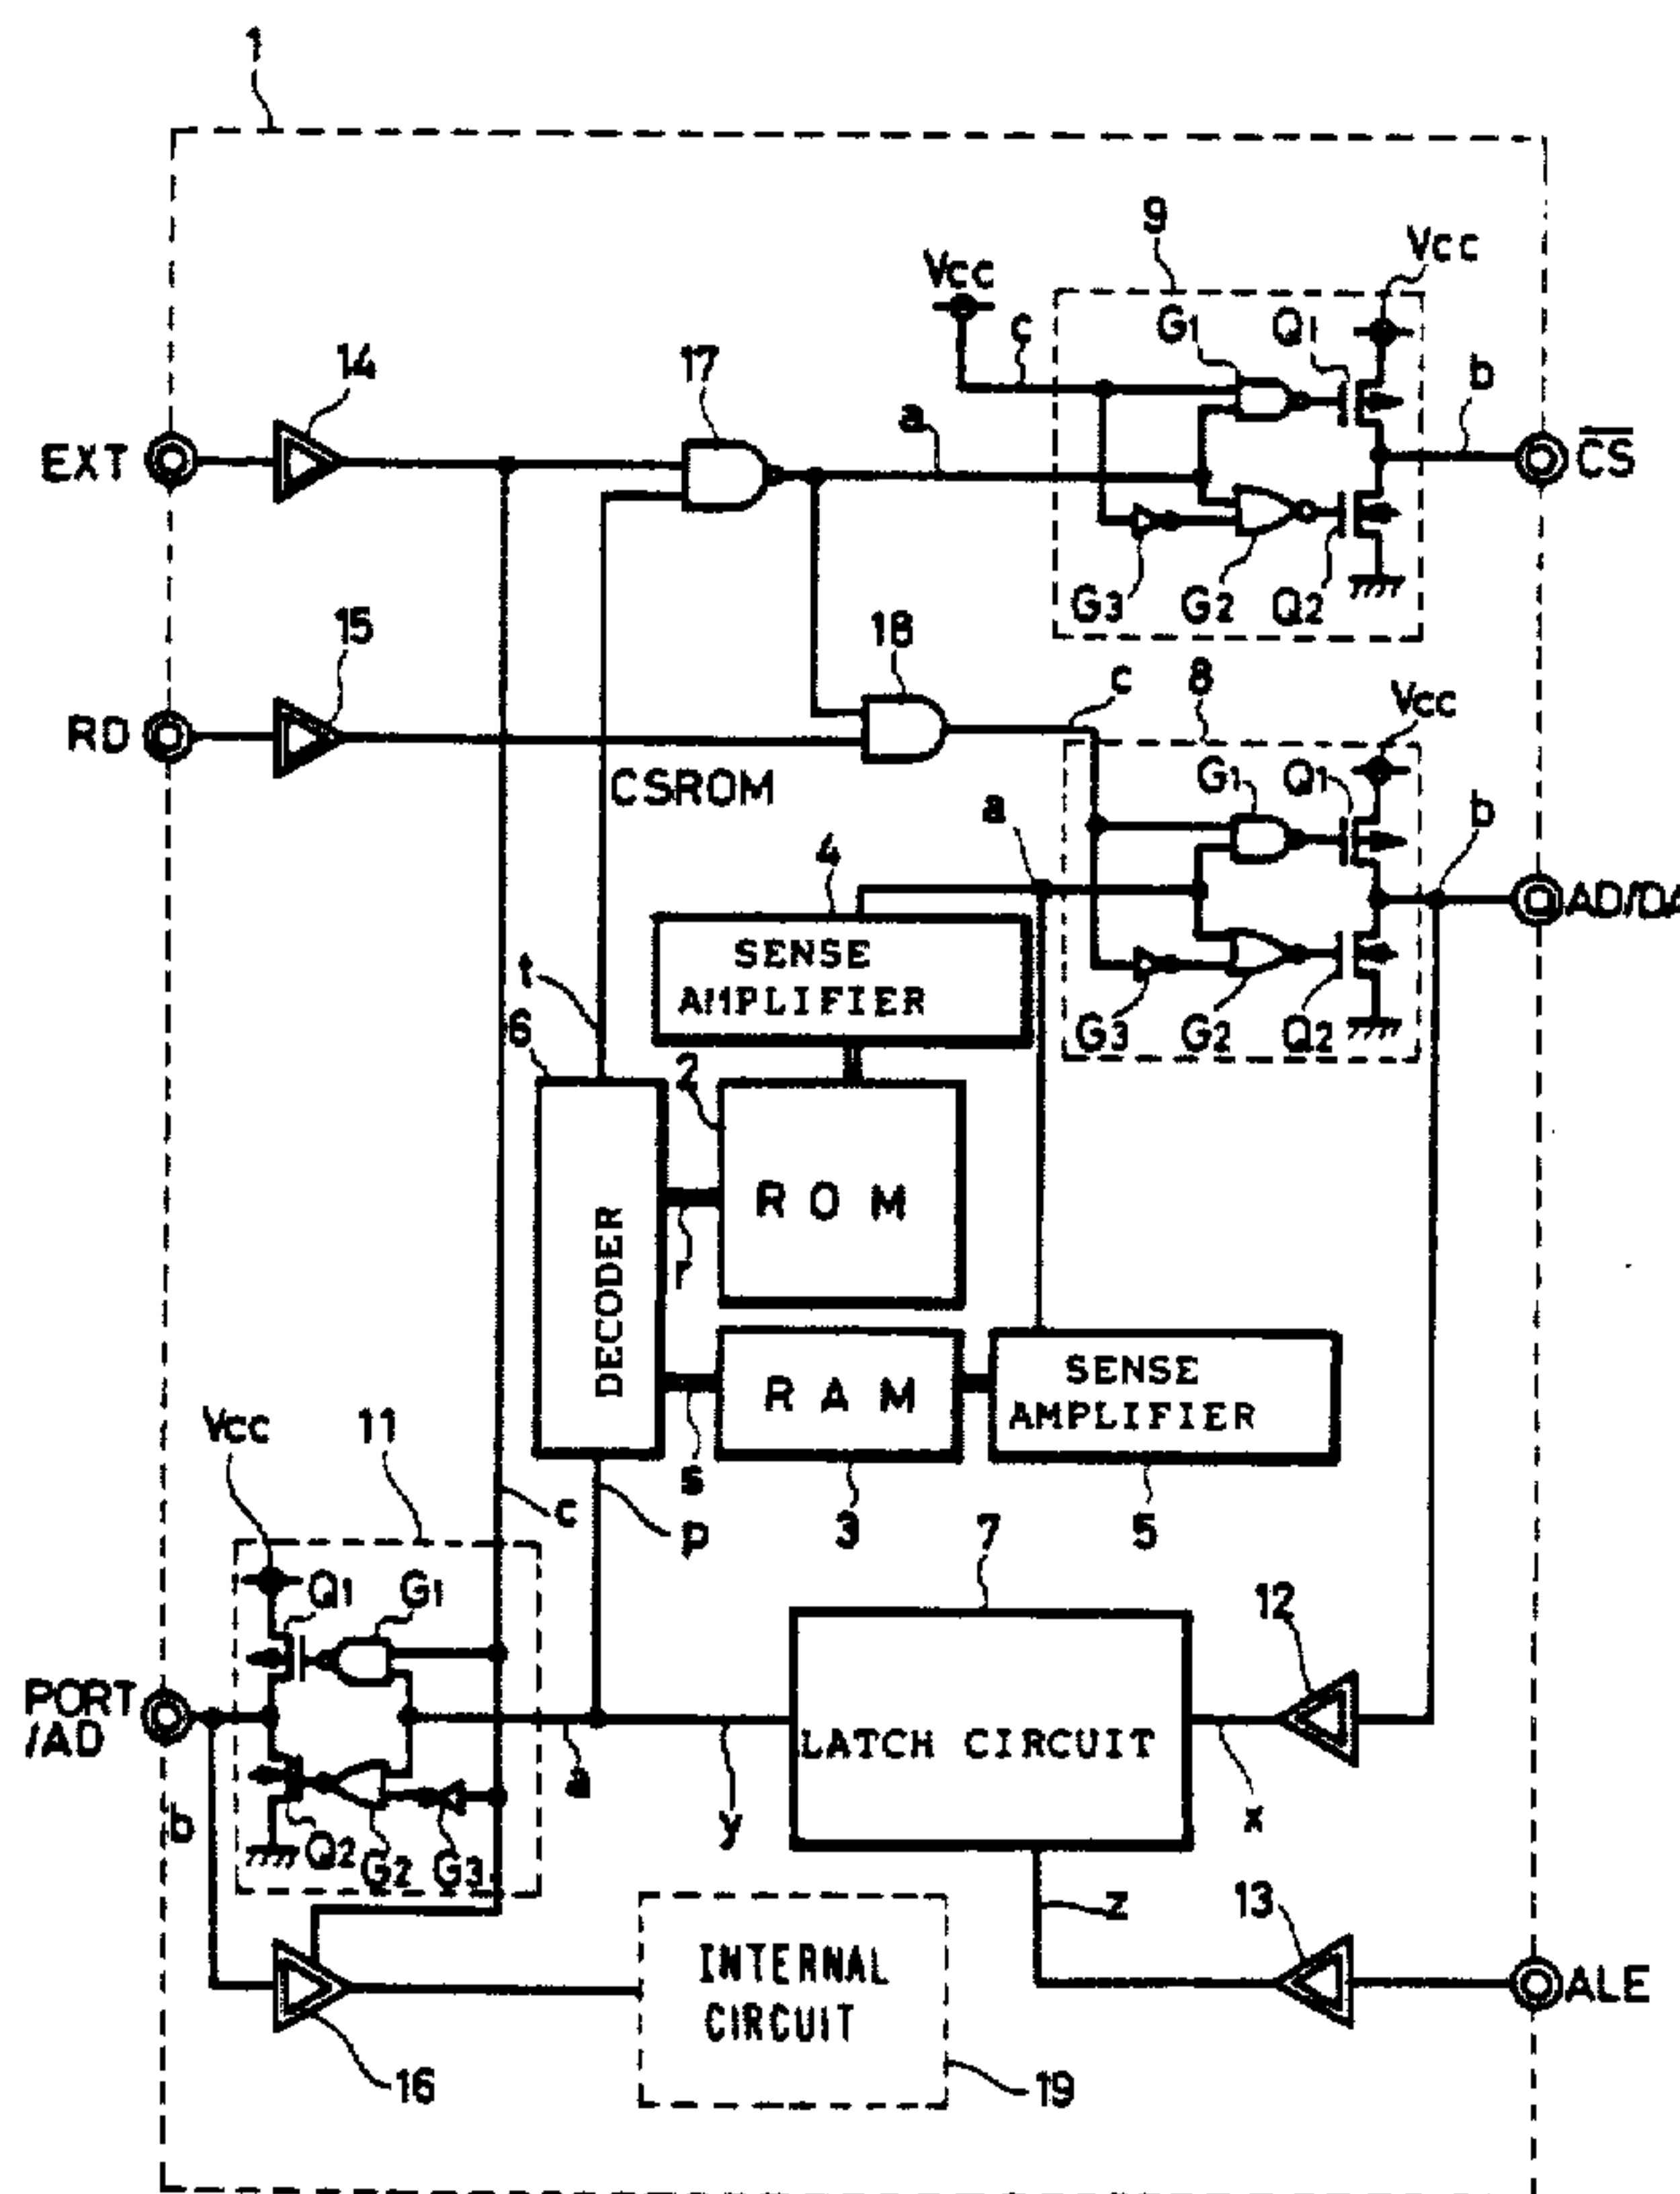 1
9
Vcc
Vcc
G1
Q1
c
b
14
17
a
EXT
CS
G3
G2
Q2
15
18
c
8
Vcc
RD
CSROM
G1
Q1
a
b
4
AD/DA
SENSE
AMPLIFIER
t
6
2
G3
G2
Q2
ROM
DECODER
r
RAM
SENSE
AMPLIFIER
s
Vcc
11
c
p
3
5
7
12
Q1
G1
PORT
/AD
LATCH CIRCUIT
a
y
x
b
Q2
G2
G3
z
13
INTERNAL
CIRCUIT
ALE
16
19